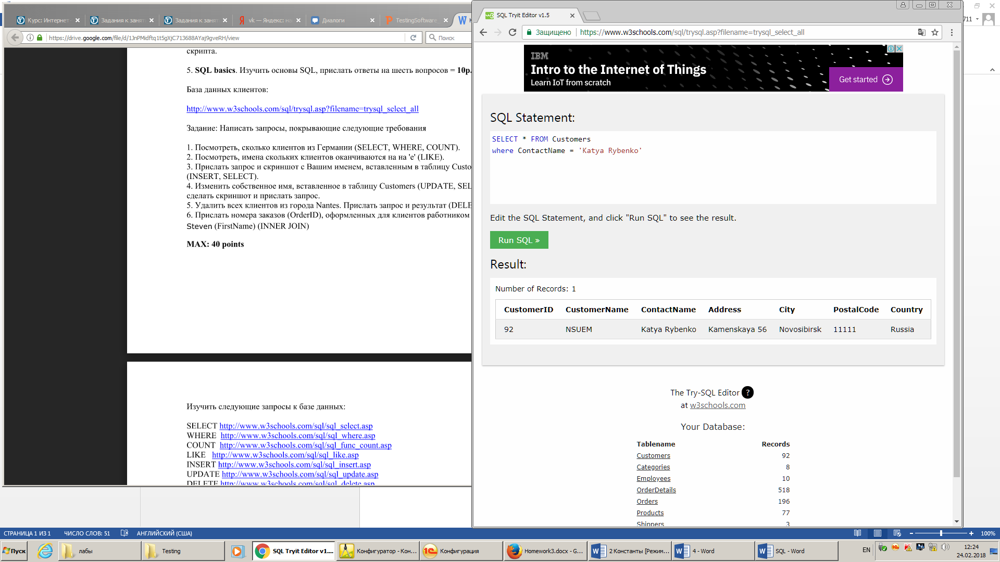 Курс: Интернет
Задания к занят
Задания к занят
vk — Яндекс: на
Диалоги
TestingSoftware_
https://drive.google.com/file/d/1JnPMidftq1t5gXjC713688AYaj9gveRH/view
Поиск
скрипта.
5. SQL basics. Изучить основы SQL, прислать ответы на шесть вопросов = 10p.
База данных клиентов:
http://www.w3schools.com/sql/trysql.asp?filename=trysql_select_all
Задание: Написать запросы, покрывающие следующие требования
1. Посмотреть, сколько клиентов из Германии (SELECT, WHERE, COUNT).
2. Посмотреть, имена скольких клиентов оканчиваются на на 'e' (LIKE).
3. Прислать запрос и скриншот с Вашим именем, вставленным в таблицу Custo
(INSERT, SELECT).
4. Изменить собственное имя, вставленное в таблицу Customers (UPDATE, SEL
сделать скриншот и прислать запрос.
5. Удалить всех клиентов из города Nantes. Прислать запрос и результат (DELE
6. Прислать номера заказов (OrderID), оформленных для клиентов работником
Steven (FirstName) (INNER JOIN)
MAX: 40 points
Изучить следующие запросы к базе данных:
SELECT http://www.w3schools.com/sql/sql_select.asp
WHERE http://www.w3schools.com/sql/sql_where.asp
COUNT http://www.w3schools.com/sql/sql_func_count.asp
LIKE http://www.w3schools.com/sql/sql_like.asp
INSERT http://www.w3schools.com/sql/sql_insert.asp
UPDATE http://www.w3schools.com/sql/sql_update.asp
DELETE http://www.w3schools.com/sql/sql_delete.asp
SQL Tryit Editor v1.5
711
Защищено https://www.w3schools.com/sql/trysql.asp?filename=trysql_select_all
IBM
Intro to the Internet of Things
Learn IoT from scratch
Get started
SQL Statement:
SELECT * FROM Customers
where ContactName = 'Katya Rybenko'
Edit the SQL Statement, and click "Run SQL" to see the result.
Run SQL »
Result:
Number of Records: 1
CustomerID CustomerName ContactName Address City PostalCode Country
92 NSUEM Katya Rybenko Kamenskaya 56 Novosibirsk 11111 Russia
The Try-SQL Editor ?
at w3schools.com
Your Database:
Tablename Records
Customers 92
Categories 8
Employees 10
OrderDetails 518
Orders 196
Products 77
Shippers 3
СТРАНИЦА 1 ИЗ 1 ЧИСЛО СЛОВ: 51 АНГЛИЙСКИЙ (США)
100%
Пуск
лабы
Testing
SQL Tryit Editor v1....
Конфигуратор - Кон...
Конфигурация
Homework3.docx - G...
2 Константы [Режим...
4 - Word
SQL - Word
EN
12:24
24.02.2018